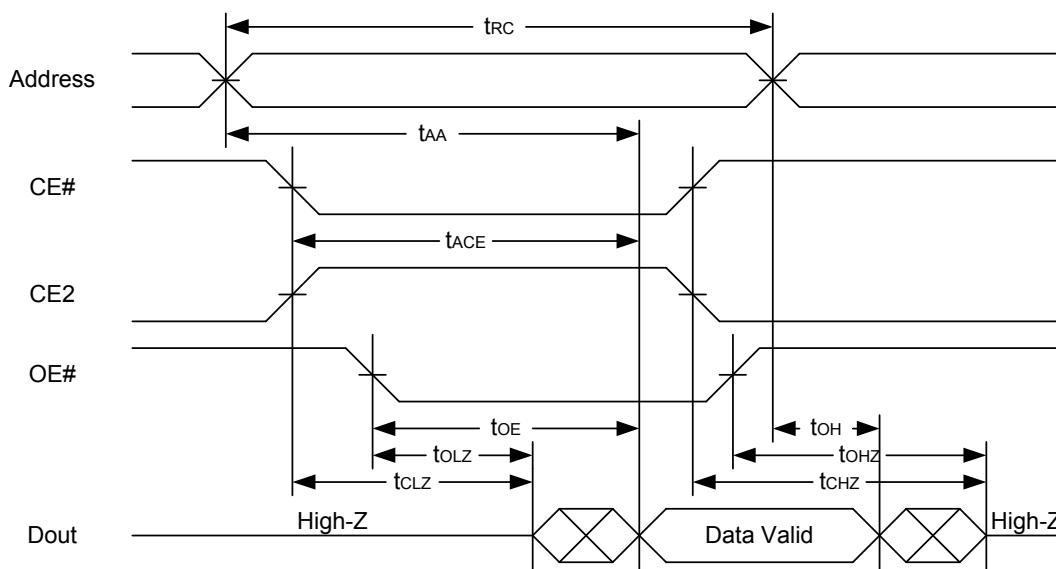 tRC
Address
tAA
CE#
tACE
CE2
OE#
tOE
tOH
tOLZ
tOHZ
tCLZ
tCHZ
High-Z
Data Valid
High-Z
Dout